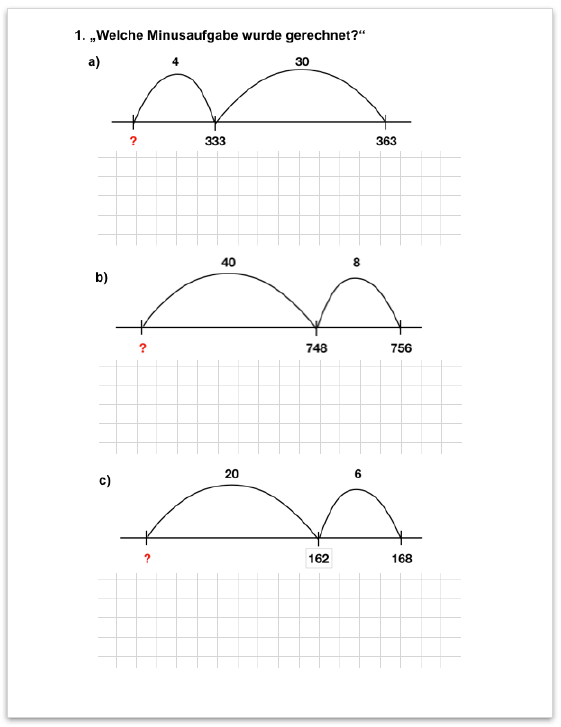 1. „Welche Minusaufgabe wurde gerechnet?“
a)
4 30
? 333 363
b)
40 8
? 748 756
c)
20 6
? 162 168